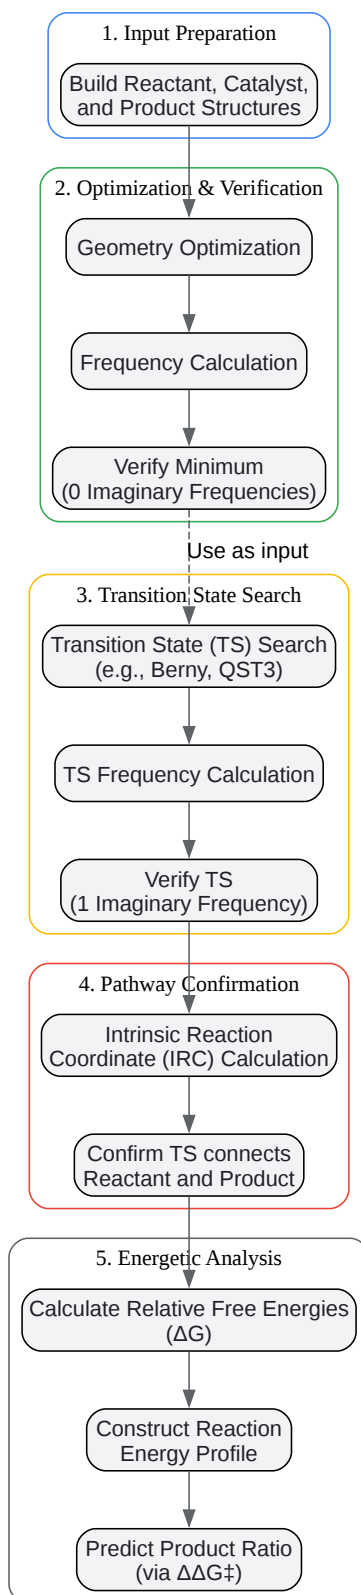 1. Input Preparation
Build Reactant, Catalyst,
and Product Structures
2. Optimization & Verification
Geometry Optimization
Frequency Calculation
Verify Minimum
(0 Imaginary Frequencies)
Use as input
3. Transition State Search
Transition State (TS) Search
(e.g., Berny, QST3)
TS Frequency Calculation
Verify TS
(1 Imaginary Frequency)
4. Pathway Confirmation
Intrinsic Reaction
Coordinate (IRC) Calculation
Confirm TS connects
Reactant and Product
5. Energetic Analysis
Calculate Relative Free Energies
(ΔG)
Construct Reaction
Energy Profile
Predict Product Ratio
(via ΔΔG‡)